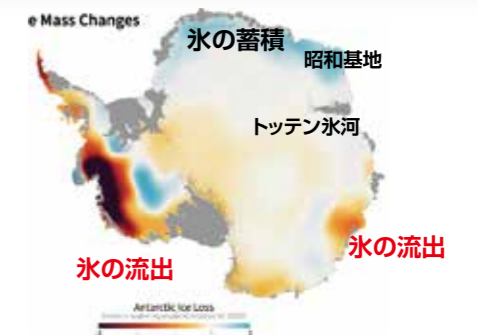 e Mass Changes
氷の蓄積
昭和基地
トッテン氷河
氷の流出
氷の流出
Antarctic Ice Loss